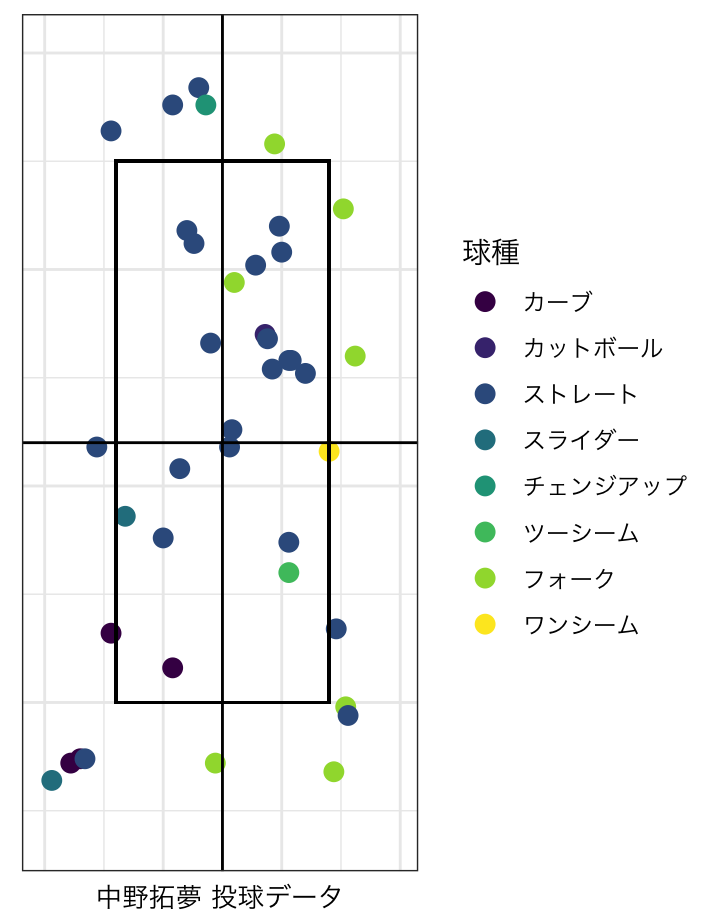 球種
カーブ
カットボール
ストレート
スライダー
チェンジアップ
ツーシーム
フォーク
ワンシーム
中野拓夢 投球データ